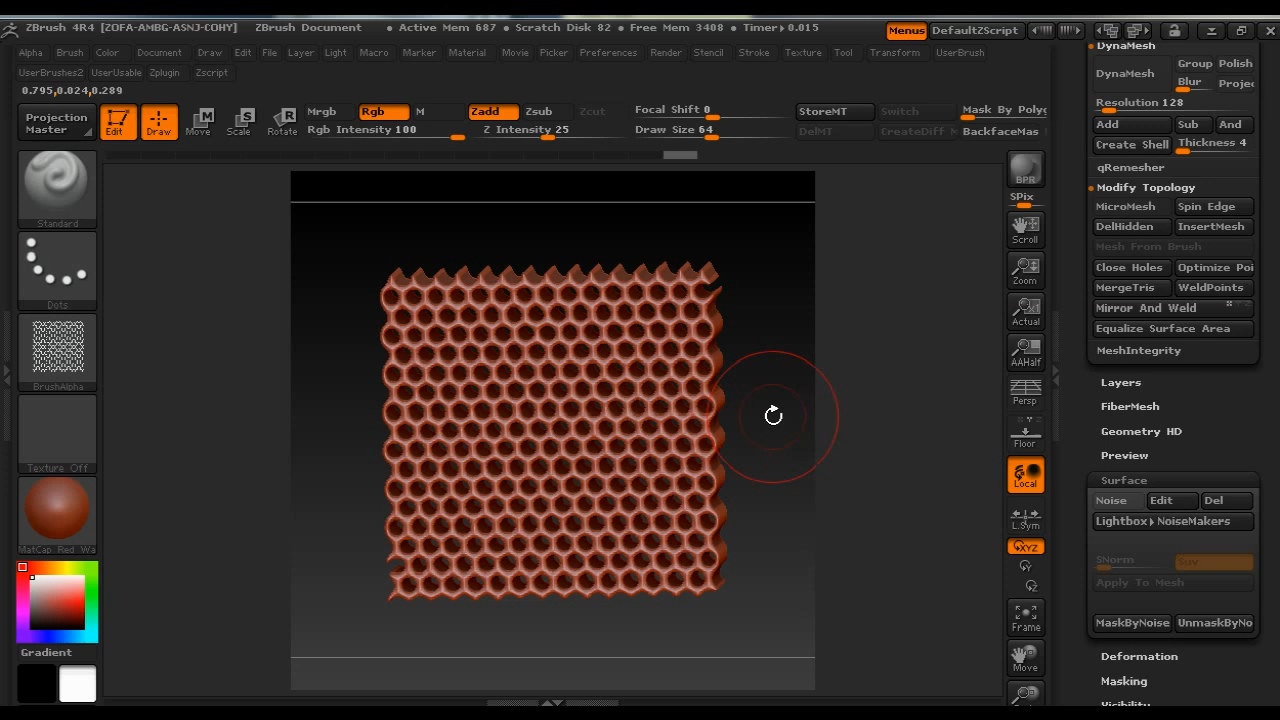 ZBrush 4R4 [ZOFA-AMBG-ASNJ-COHY] ZBrush Document • Active Mem 687 • Scratch Disk 82 • Free Mem 3408 • Timer▸0.015 Menus DefaultZScript
Alpha Brush Color Document Draw Edit File Layer Light Macro Marker Material Movie Picker Preferences Render Stencil Stroke Texture Tool Transform UserBrush
UserBrushes2 UserUsable Zplugin Zscript
0.795,0.024,0.289
Projection Master
Edit Draw Move Scale Rotate
Mrgb Rgb M Zadd Zsub Zcut
Rgb Intensity 100 Z Intensity 25
Focal Shift 0
Draw Size 64
StoreMT Switch Mask By Polyg
DelMT CreateDiff M BackfaceMas
Standard
Dots
BrushAlpha
Texture Off
MatCap Red Wa
Gradient
BPR
SPix
Scroll
Zoom
Actual
AAHalf
Persp
Floor
Local
L.Sym
XYZ
Frame
Move
DynaMesh
DynaMesh Group Polish
Blur Projec
Resolution 128
Add Sub And
Create Shell Thickness 4
qRemesher
Modify Topology
MicroMesh Spin Edge
DelHidden InsertMesh
Mesh From Brush
Close Holes Optimize Poi
MergeTris WeldPoints
Mirror And Weld
Equalize Surface Area
MeshIntegrity
Layers
FiberMesh
Geometry HD
Preview
Surface
Noise Edit Del
Lightbox▸NoiseMakers
SNorm Suv
Apply To Mesh
MaskByNoise UnmaskByNo
Deformation
Masking